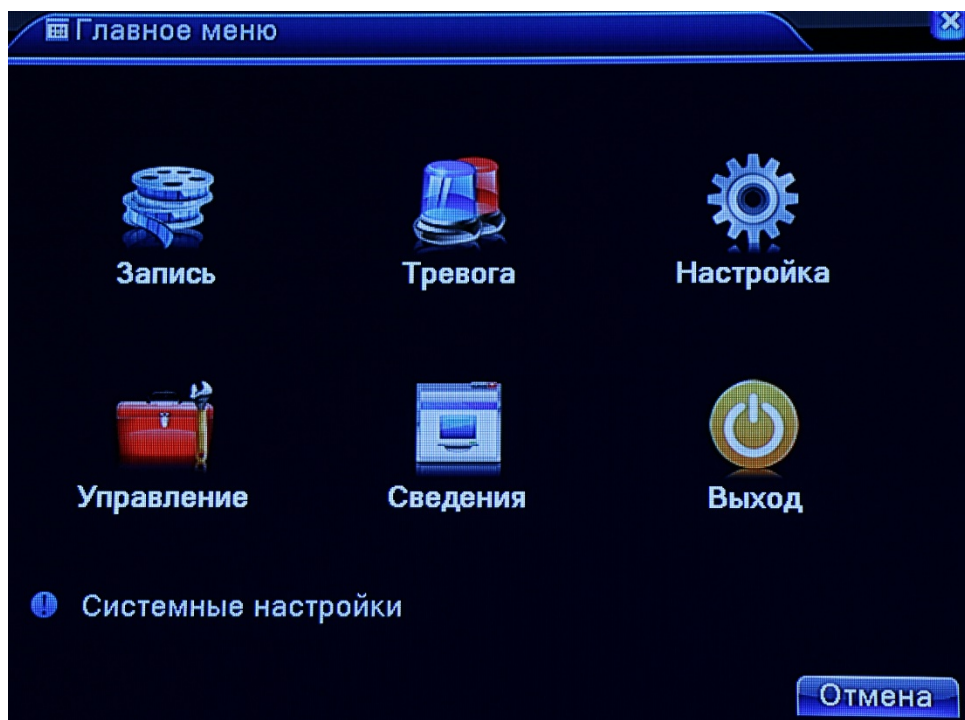 Главное меню
Запись Тревога Настройка
Управление Сведения Выход
Системные настройки
Отмена